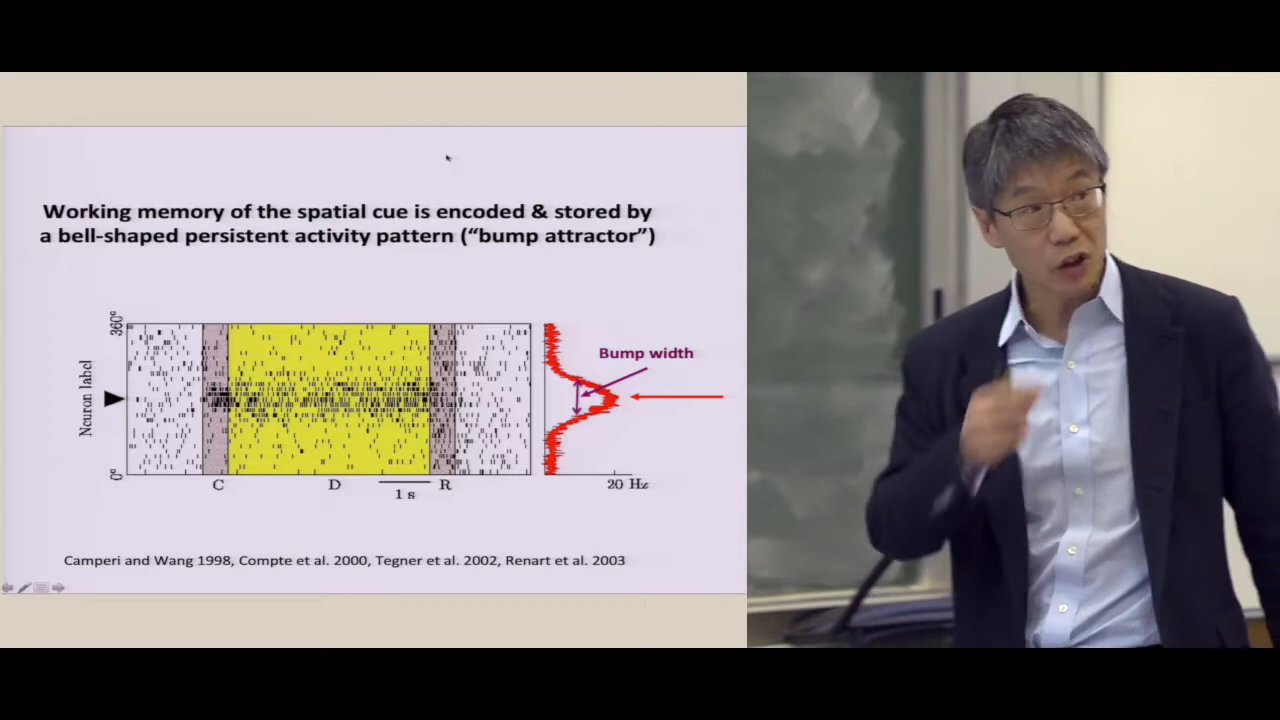 Working memory of the spatial cue is encoded & stored by
a bell-shaped persistent activity pattern (“bump attractor”)
360°
Neuron label
0°
Bump width
C
D
1 s
R
20 Hz
Camperi and Wang 1998, Compte et al. 2000, Tegner et al. 2002, Renart et al. 2003